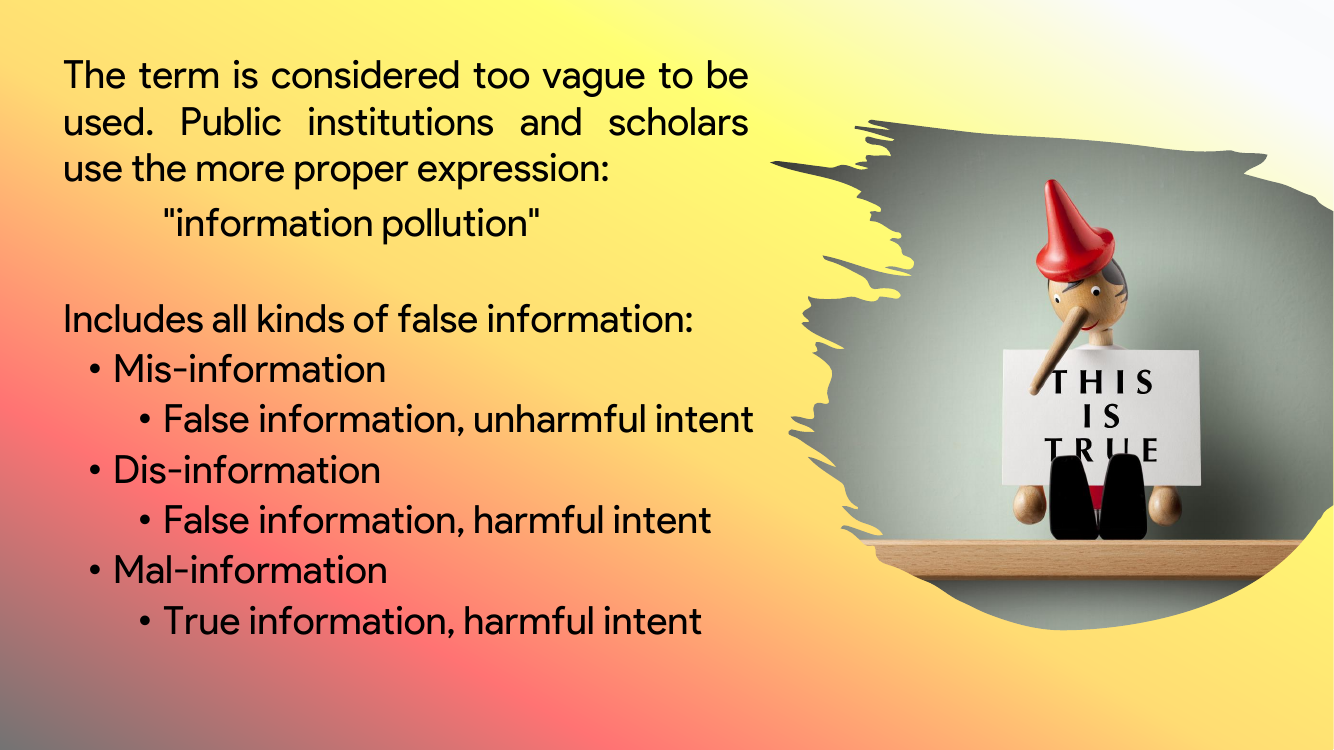 The term is considered too vague to be
used. Public institutions and scholars
use the more proper expression:
"information pollution"
Includes all kinds of false information:
• Mis-information
• False information, unharmful intent
• Dis-information
• False information, harmful intent
• Mal-information
• True information, harmful intent
THIS
IS
TRUE